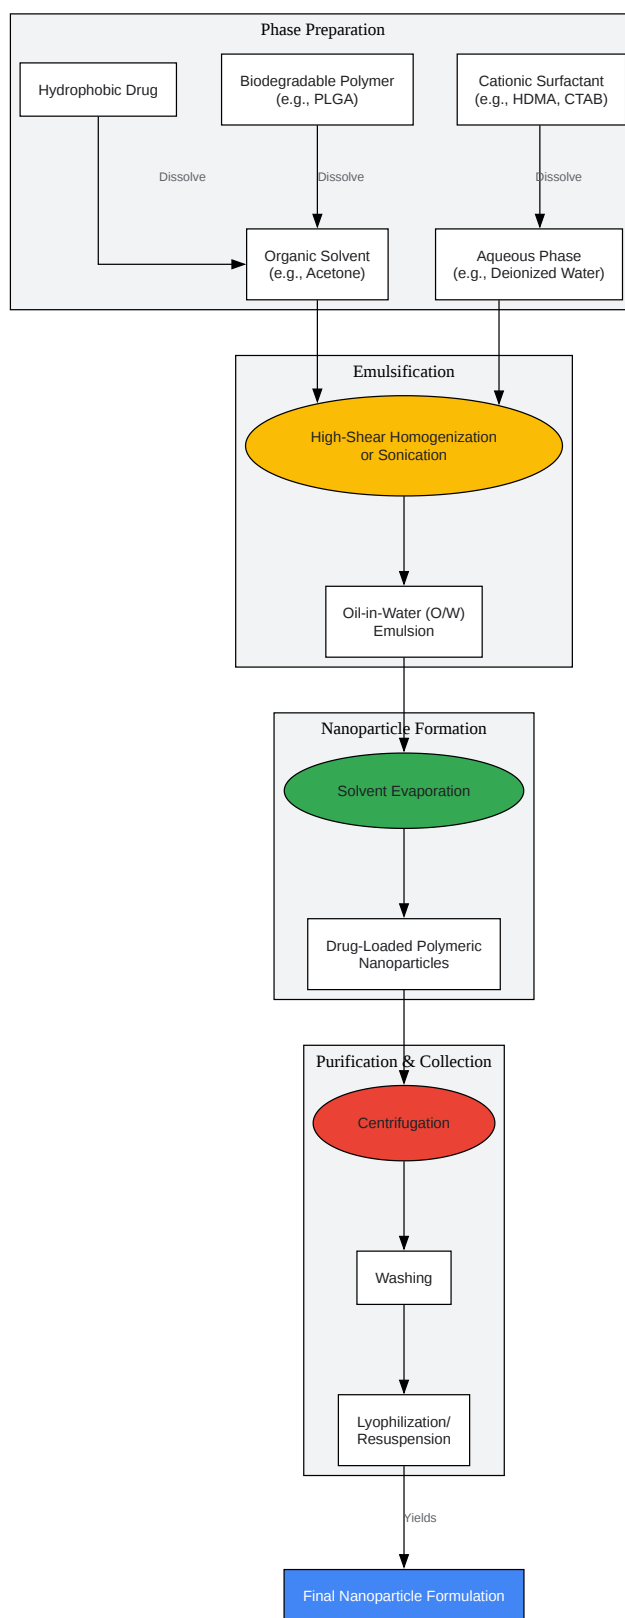 Phase Preparation
Hydrophobic Drug
Biodegradable Polymer
(e.g., PLGA)
Cationic Surfactant
(e.g., HDMA, CTAB)
Dissolve
Dissolve
Dissolve
Organic Solvent
(e.g., Acetone)
Aqueous Phase
(e.g., Deionized Water)
Emulsification
High-Shear Homogenization
or Sonication
Oil-in-Water (O/W)
Emulsion
Nanoparticle Formation
Solvent Evaporation
Drug-Loaded Polymeric
Nanoparticles
Purification & Collection
Centrifugation
Washing
Lyophilization/
Resuspension
Yields
Final Nanoparticle Formulation